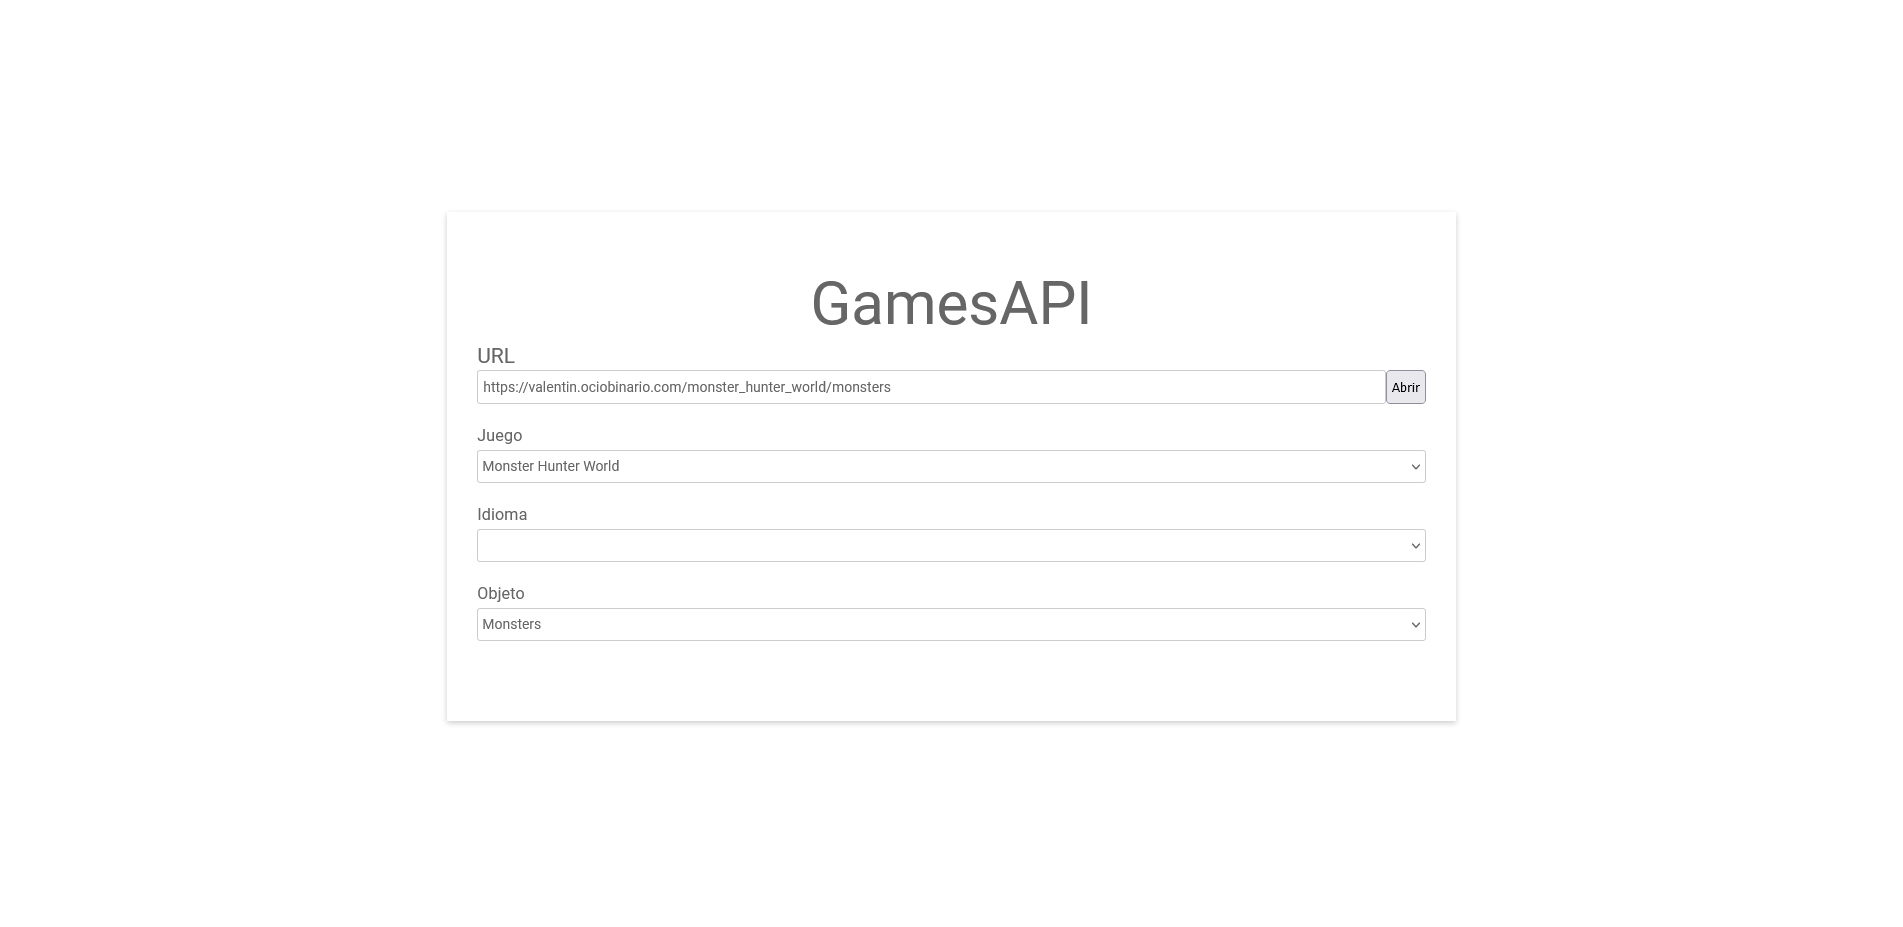 GamesAPI
URL
https://valentin.ociobinario.com/monster_hunter_world/monsters
Abrir
Juego
Monster Hunter World
Idioma
Objeto
Monsters